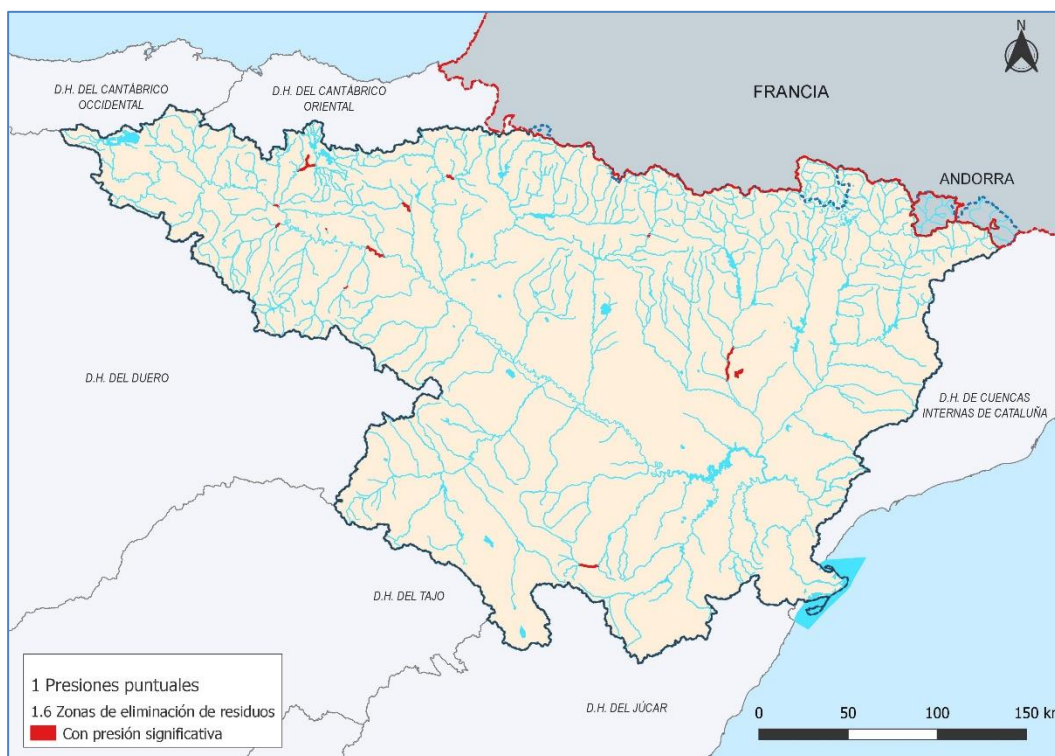 N
D.H. DEL CANTÁBRICO
OCCIDENTAL
D.H. DEL CANTÁBRICO
ORIENTAL
FRANCIA
ANDORRA
D.H. DEL DUERO
D.H. DE CUENCAS
INTERNAS DE CATALUÑA
D.H. DEL TAJO
D.H. DEL JÚCAR
1 Presiones puntuales
1.6 Zonas de eliminación de residuos
Con presión significativa
0 50 100 150 km